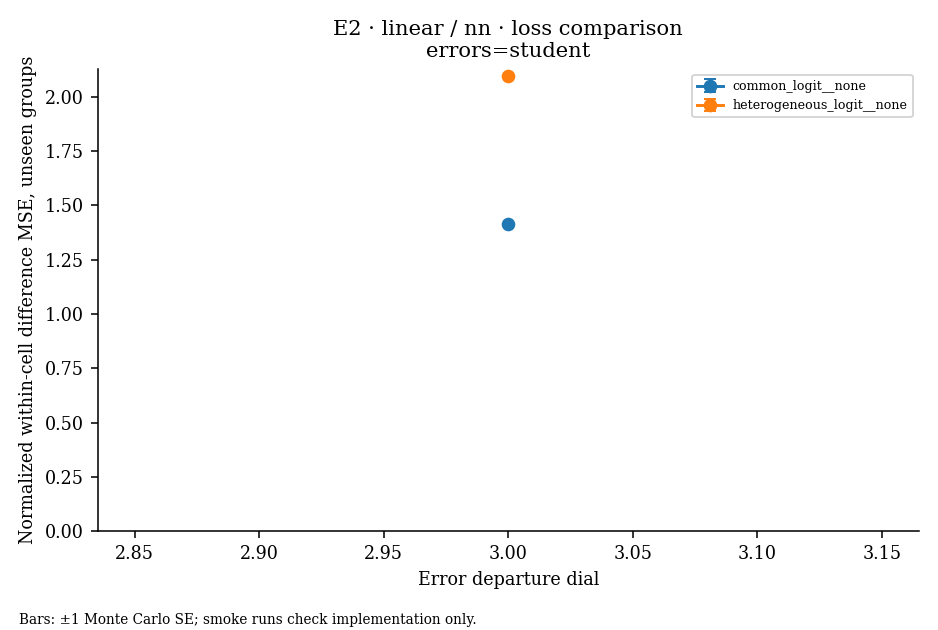 E2 · linear / nn · loss comparison
errors=student
Normalized within-cell difference MSE, unseen groups
2.00
1.75
1.50
1.25
1.00
0.75
0.50
0.25
0.00
common_logit__none
heterogeneous_logit__none
2.85
2.90
2.95
3.00
3.05
3.10
3.15
Error departure dial
Bars: ±1 Monte Carlo SE; smoke runs check implementation only.